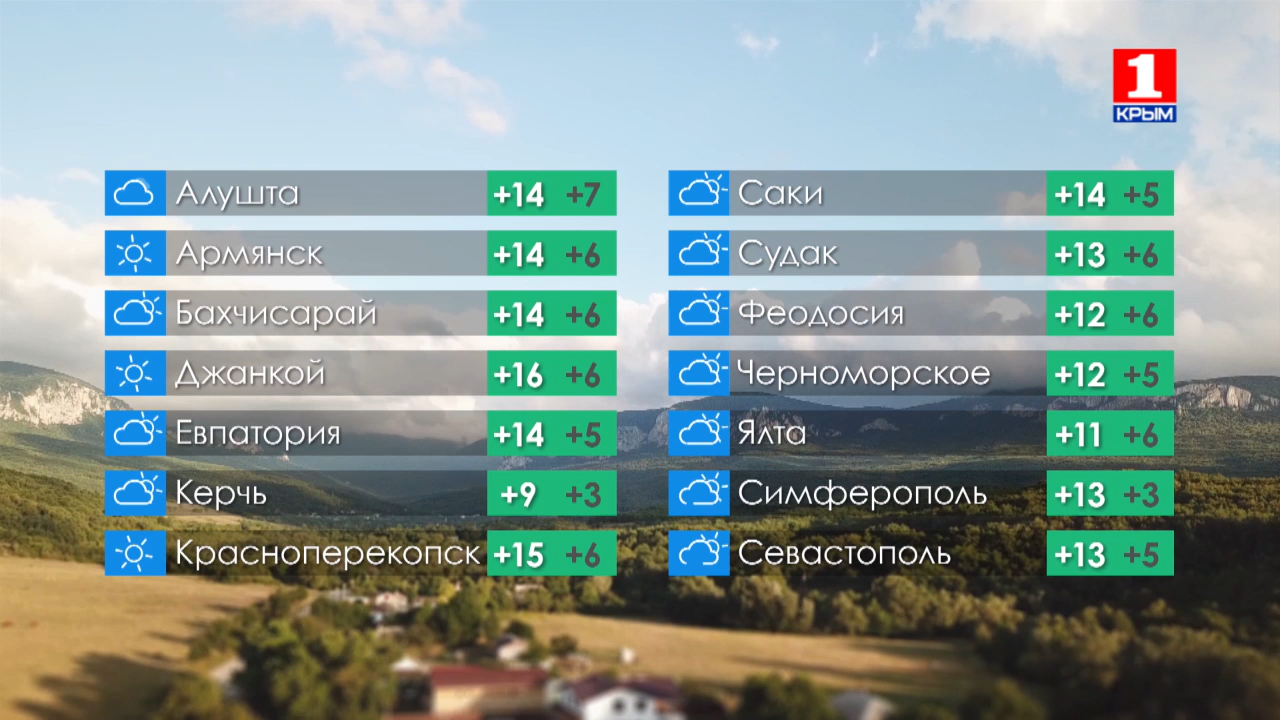 1
КРЫМ
Алушта +14 +7
Армянск +14 +6
Бахчисарай +14 +6
Джанкой +16 +6
Евпатория +14 +5
Керчь +9 +3
Красноперекопск +15 +6
Саки +14 +5
Судак +13 +6
Феодосия +12 +6
Черноморское +12 +5
Ялта +11 +6
Симферополь +13 +3
Севастополь +13 +5